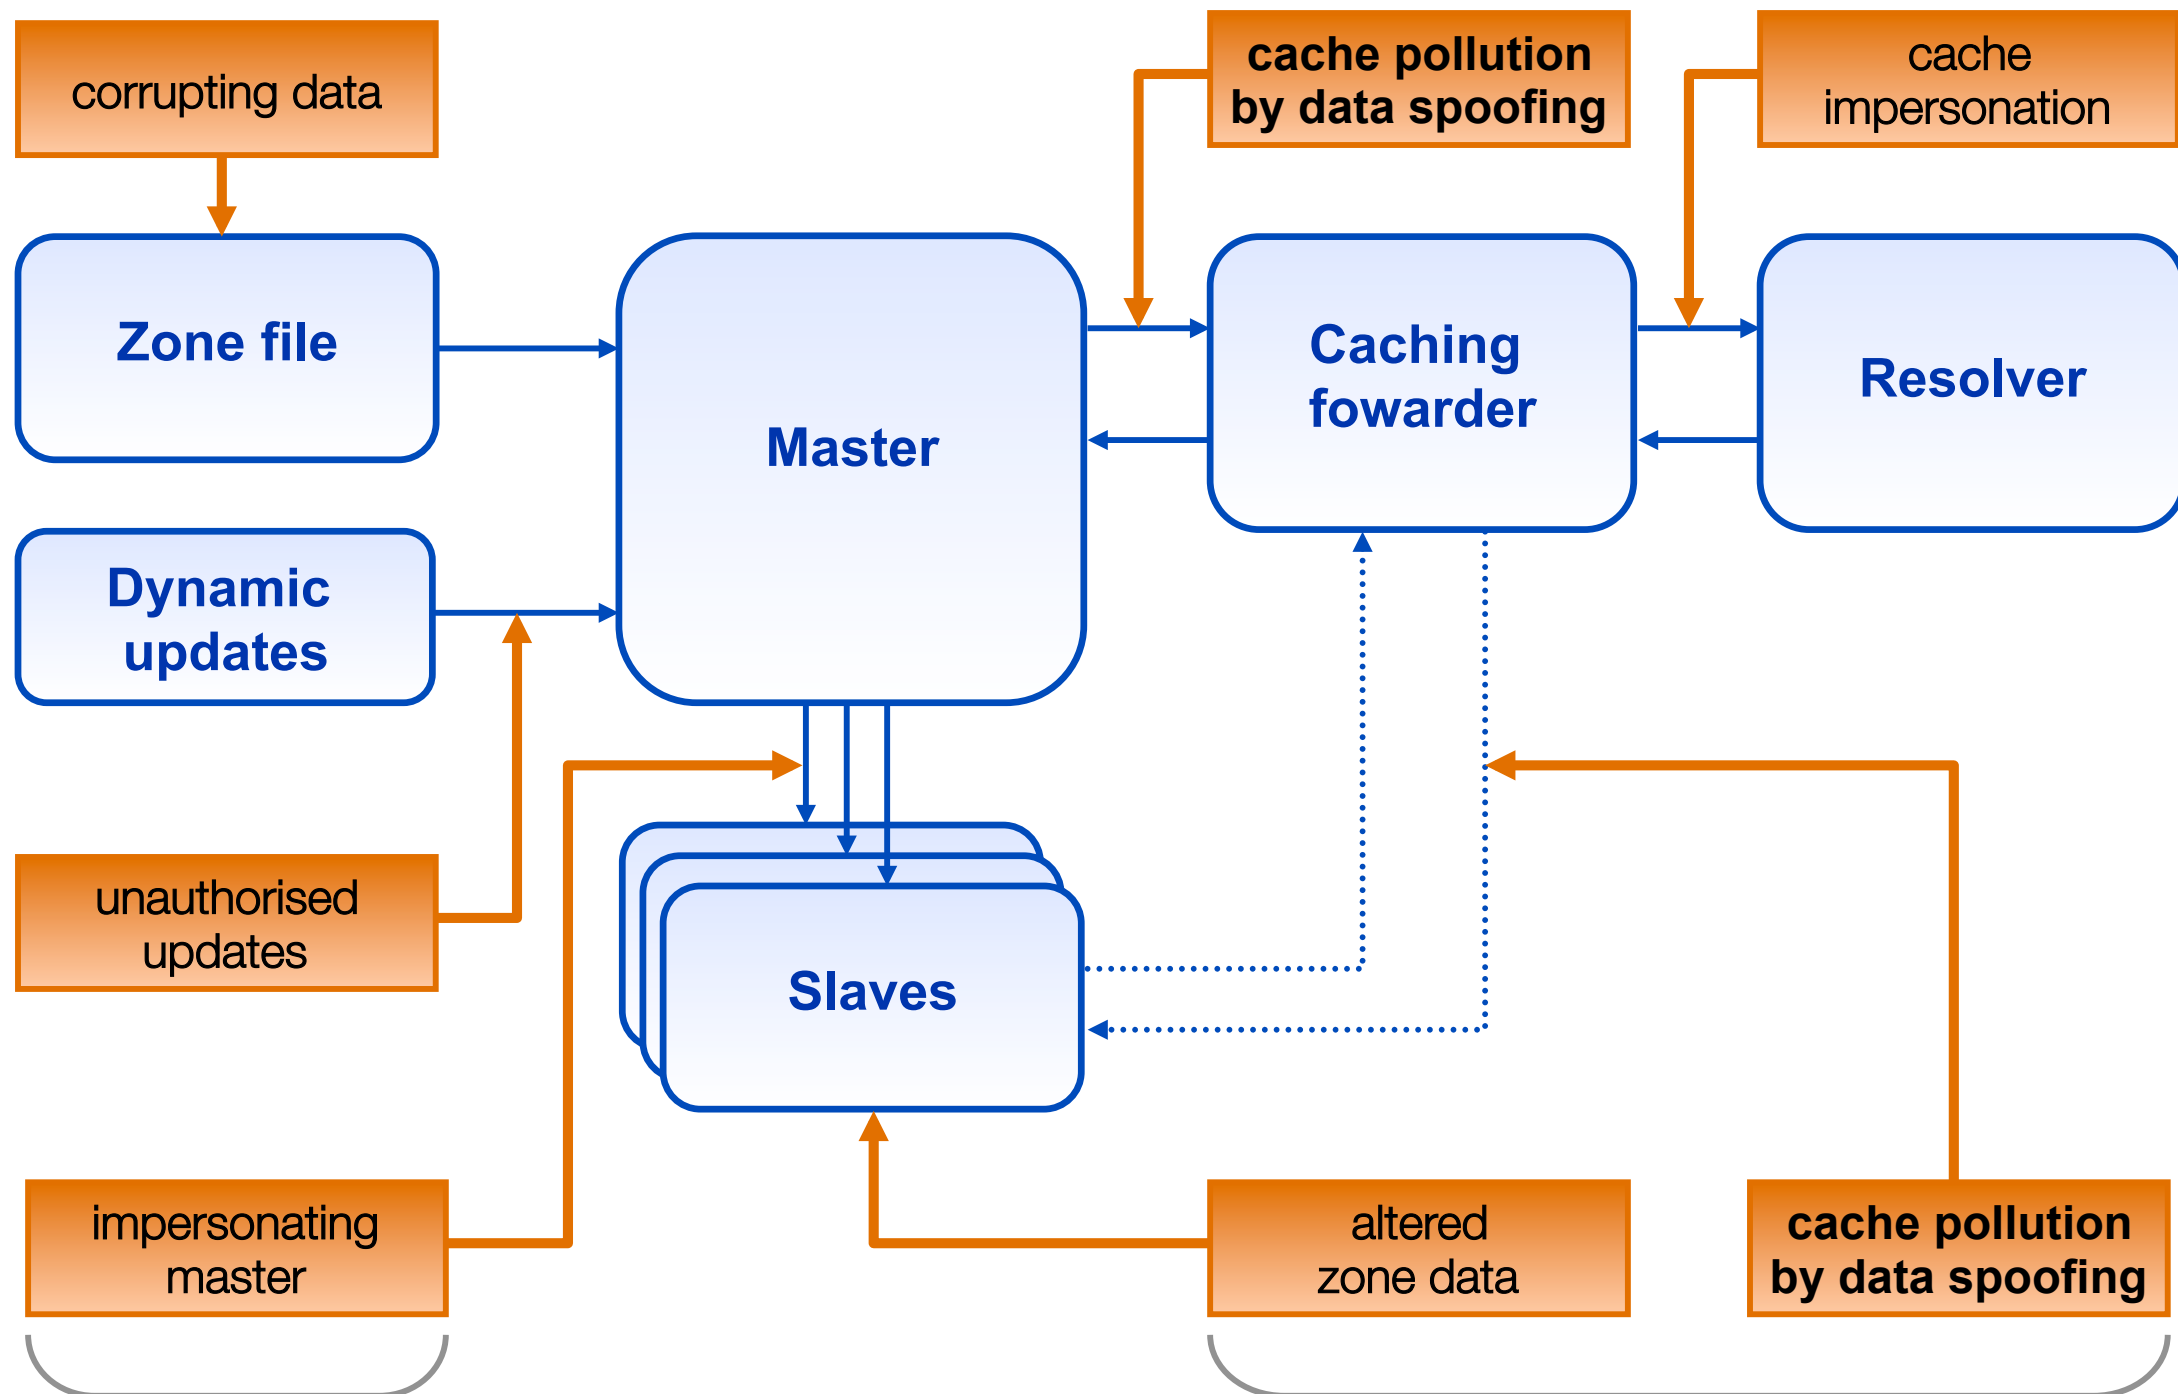 corrupting data
cache pollution
by data spoofing
cache
impersonation
Zone file
Master
Caching
fowarder
Resolver
Dynamic
updates
unauthorised
updates
Slaves
impersonating
master
altered
zone data
cache pollution
by data spoofing